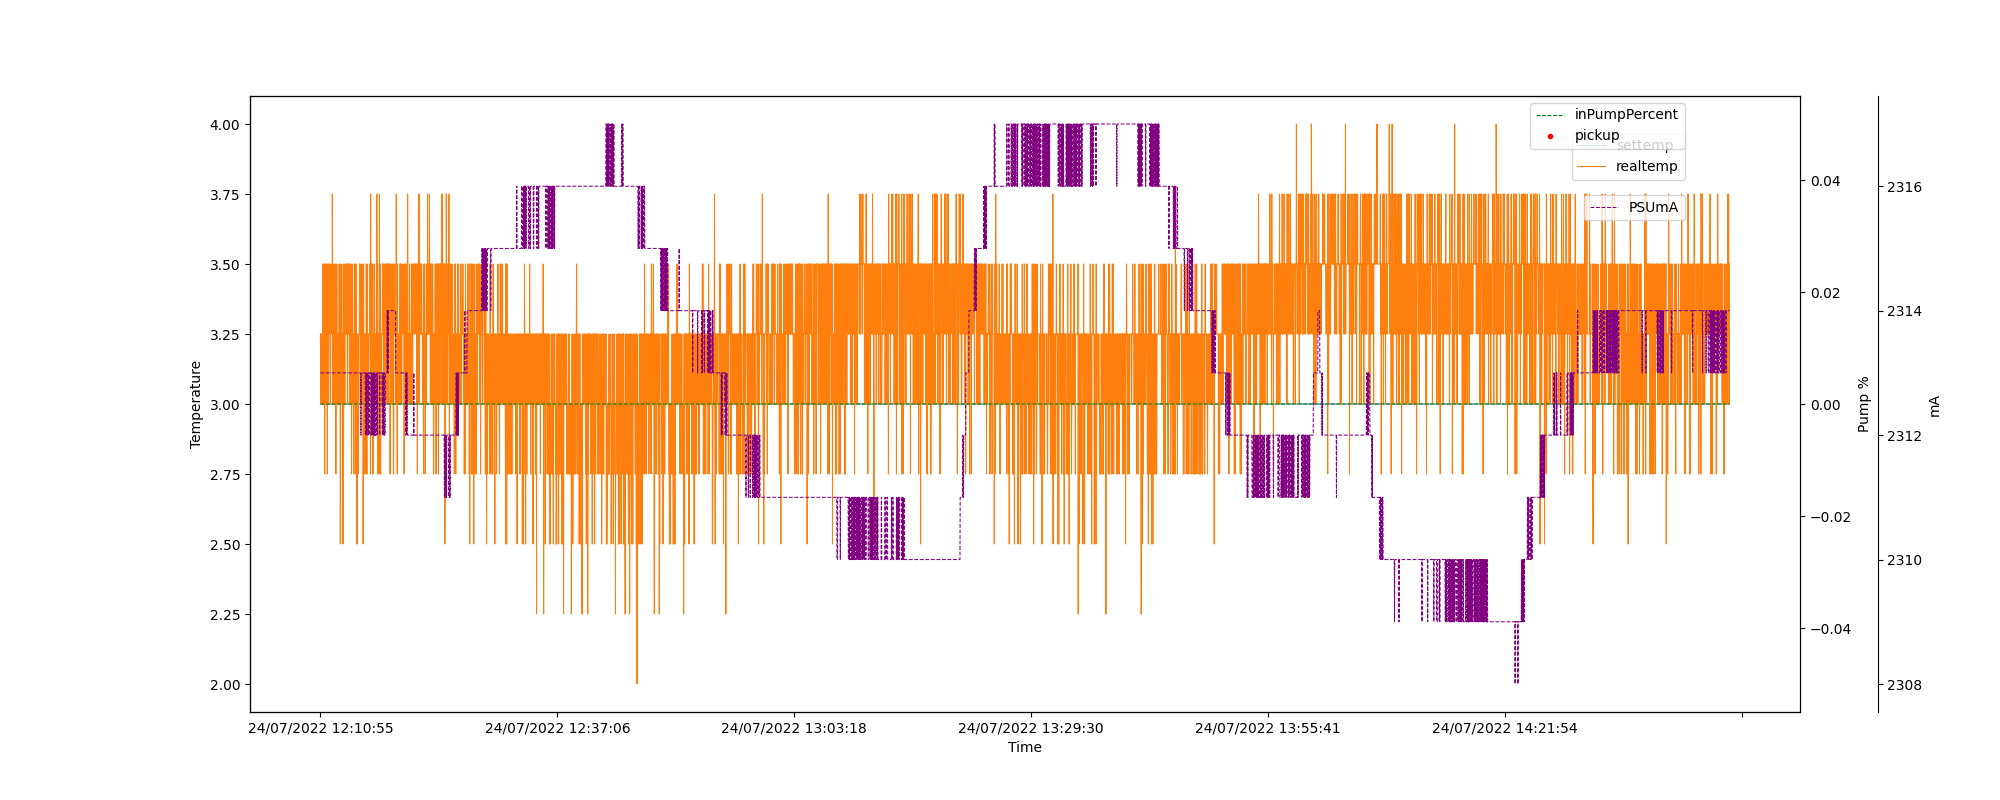 inPumpPercent
pickup
settemp
realtemp
PSUmA
4.00
3.75
3.50
3.25
3.00
2.75
2.50
2.25
2.00
Temperature
0.04
0.02
0.00
−0.02
−0.04
Pump %
2316
2314
2312
2310
2308
mA
24/07/2022 12:10:55
24/07/2022 12:37:06
24/07/2022 13:03:18
24/07/2022 13:29:30
24/07/2022 13:55:41
24/07/2022 14:21:54
Time